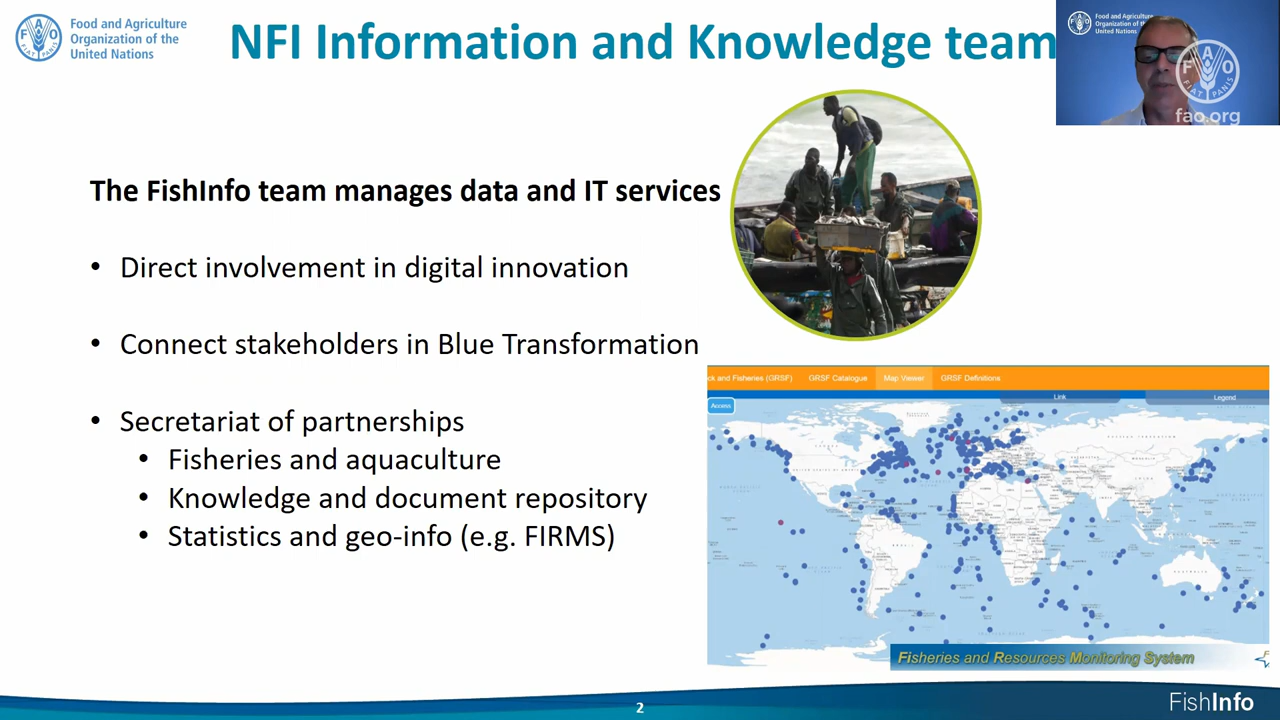 Food and Agriculture
Organization of the
United Nations
NFI Information and Knowledge team
Food and Agriculture
Organization of the
United Nations
FAO
FIAT PANIS
fao.org
The FishInfo team manages data and IT services
• Direct involvement in digital innovation
• Connect stakeholders in Blue Transformation
• Secretariat of partnerships
• Fisheries and aquaculture
• Knowledge and document repository
• Statistics and geo-info (e.g. FIRMS)
ck and Fisheries (GRSF) GRSF Catalogue Map Viewer GRSF Definitions
Link Legend
Access
Fisheries and Resources Monitoring System
2
FishInfo